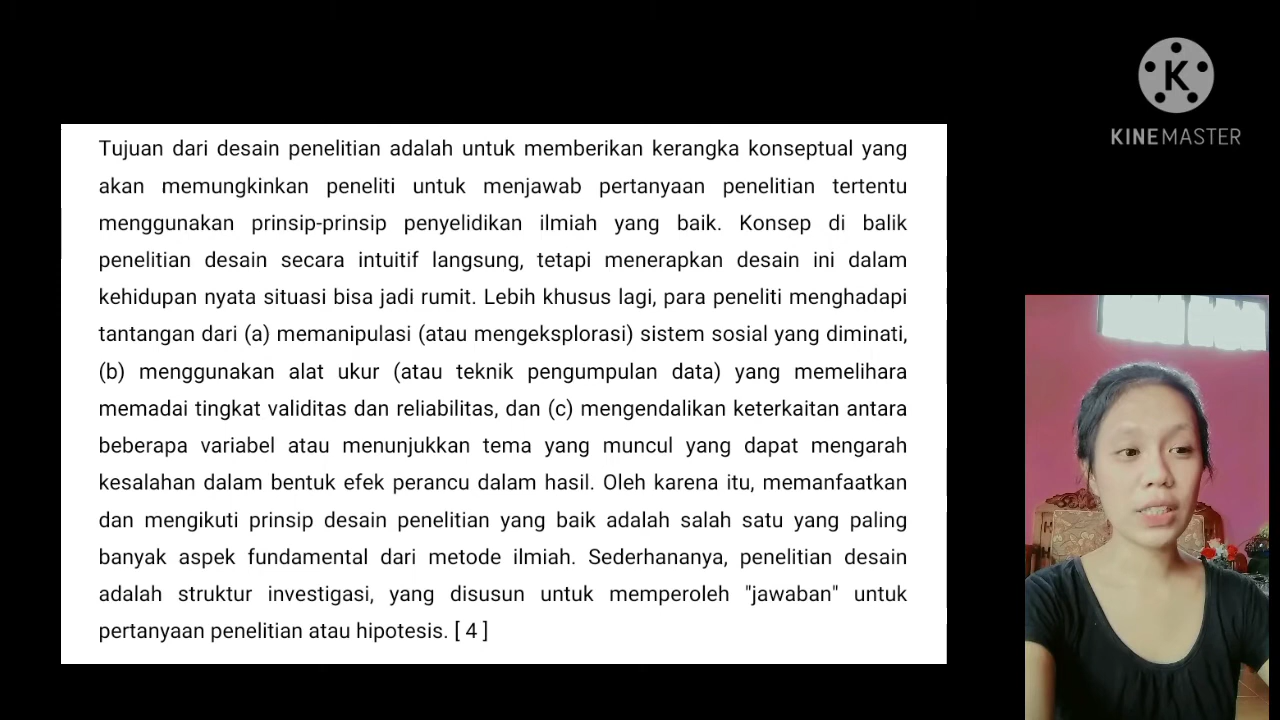 Tujuan dari desain penelitian adalah untuk memberikan kerangka konseptual yang
akan memungkinkan peneliti untuk menjawab pertanyaan penelitian tertentu
menggunakan prinsip-prinsip penyelidikan ilmiah yang baik. Konsep di balik
penelitian desain secara intuitif langsung, tetapi menerapkan desain ini dalam
kehidupan nyata situasi bisa jadi rumit. Lebih khusus lagi, para peneliti menghadapi
tantangan dari (a) memanipulasi (atau mengeksplorasi) sistem sosial yang diminati,
(b) menggunakan alat ukur (atau teknik pengumpulan data) yang memelihara
memadai tingkat validitas dan reliabilitas, dan (c) mengendalikan keterkaitan antara
beberapa variabel atau menunjukkan tema yang muncul yang dapat mengarah
kesalahan dalam bentuk efek perancu dalam hasil. Oleh karena itu, memanfaatkan
dan mengikuti prinsip desain penelitian yang baik adalah salah satu yang paling
banyak aspek fundamental dari metode ilmiah. Sederhananya, penelitian desain
adalah struktur investigasi, yang disusun untuk memperoleh "jawaban" untuk
pertanyaan penelitian atau hipotesis. [ 4 ]
K
KINEMASTER